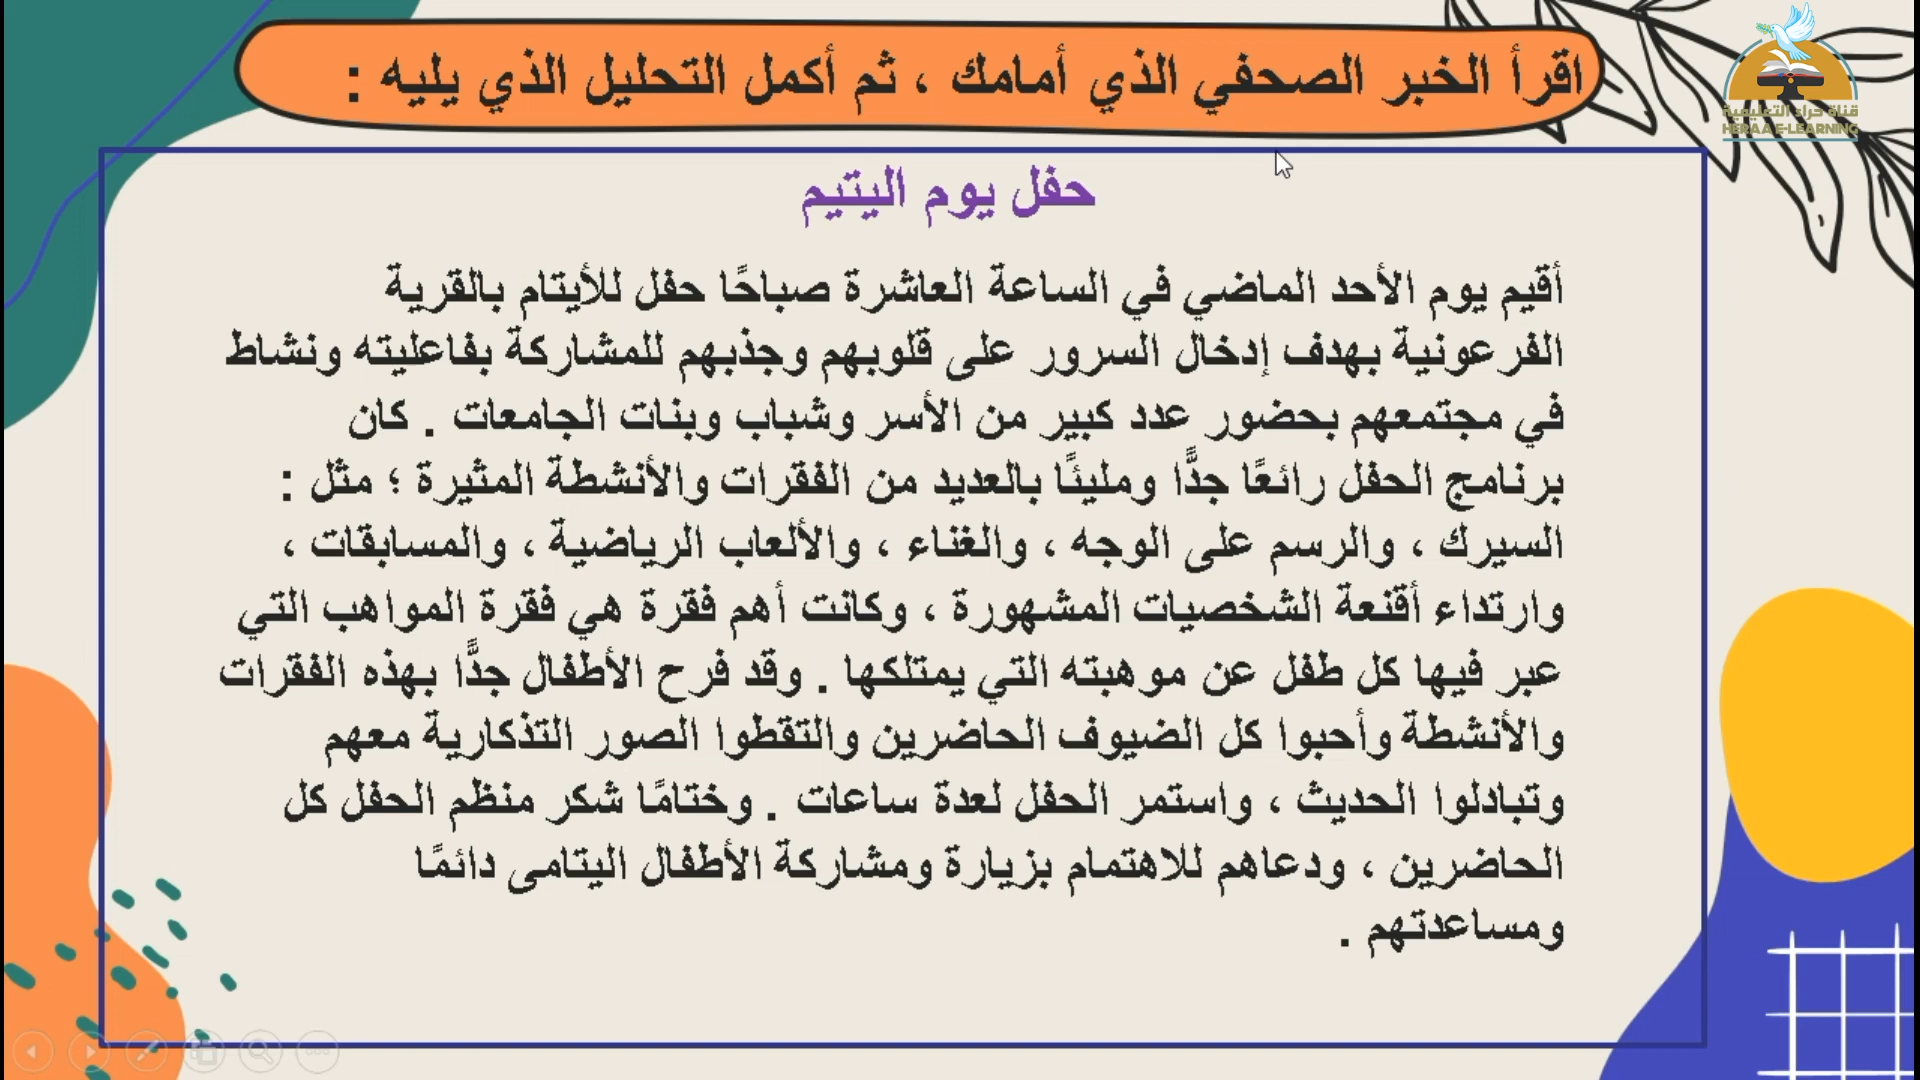 اقرأ الخبر الصحفي الذي أمامك ، ثم أكمل التحليل الذي يليه :
قناة حراء التعليمية
HERAA E-LEARNING
حفل يوم اليتيم
أقيم يوم الأحد الماضي في الساعة العاشرة صباحًا حفل للأيتام بالقرية
الفرعونية بهدف إدخال السرور على قلوبهم وجذبهم للمشاركة بفاعليته ونشاط
في مجتمعهم بحضور عدد كبير من الأسر وشباب وبنات الجامعات . كان
برنامج الحفل رائعًا جدًّا ومليئًا بالعديد من الفقرات والأنشطة المثيرة ؛ مثل :
السيرك ، والرسم على الوجه ، والغناء ، والألعاب الرياضية ، والمسابقات ،
وارتداء أقنعة الشخصيات المشهورة ، وكانت أهم فقرة هي فقرة المواهب التي
عبر فيها كل طفل عن موهبته التي يمتلكها . وقد فرح الأطفال جدًّا بهذه الفقرات
والأنشطة وأحبوا كل الضيوف الحاضرين والتقطوا الصور التذكارية معهم
وتبادلوا الحديث ، واستمر الحفل لعدة ساعات . وختامًا شكر منظم الحفل كل
الحاضرين ، ودعاهم للاهتمام بزيارة ومشاركة الأطفال اليتامى دائمًا
ومساعدتهم .